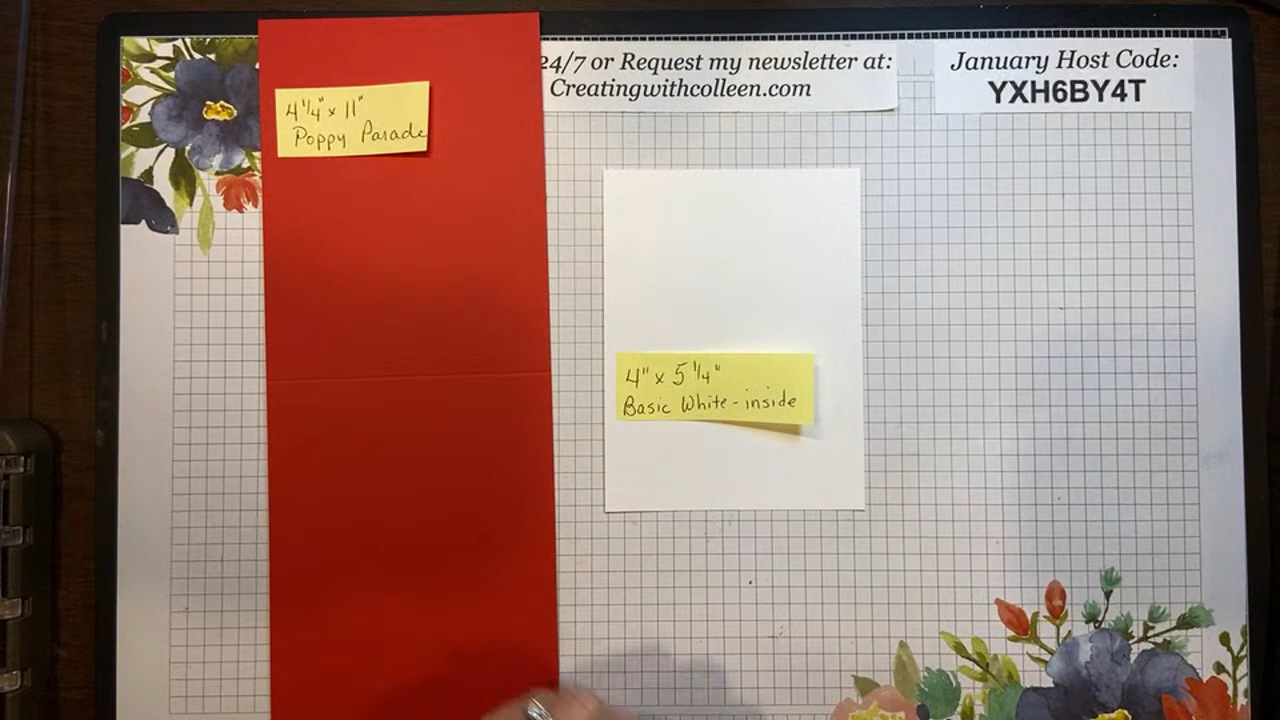 24/7 or Request my newsletter at:
Creatingwithcolleen.com
January Host Code:
YXH6BY4T
4 1/4" x 11"
Poppy Parade
4" x 5 1/4"
Basic White - inside